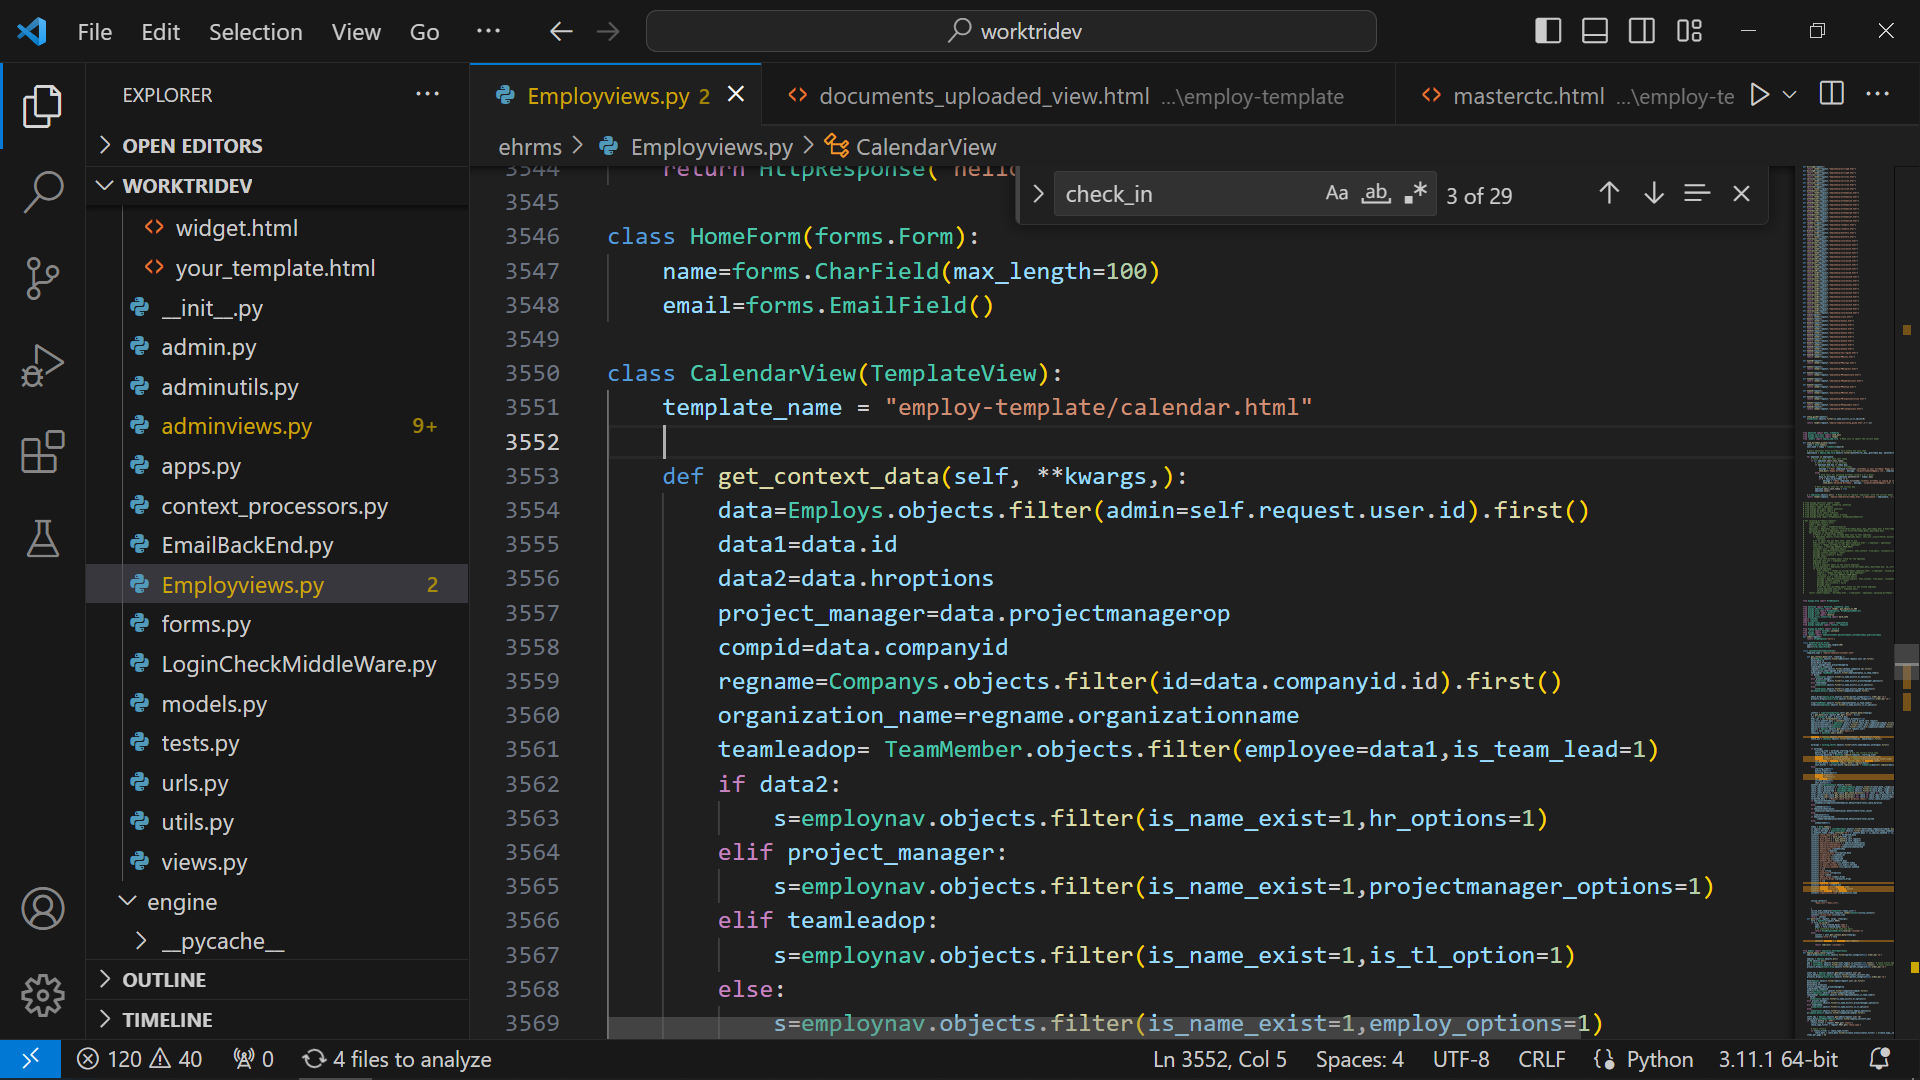 File Edit Selection View Go ··· worktridev
EXPLORER ···
OPEN EDITORS
WORKTRIDEV
widget.html
your_template.html
__init__.py
admin.py
adminutils.py
adminviews.py 9+
apps.py
context_processors.py
EmailBackEnd.py
Employviews.py 2
forms.py
LoginCheckMiddleWare.py
models.py
tests.py
urls.py
utils.py
views.py
engine
__pycache__
OUTLINE
TIMELINE
Employviews.py 2 documents_uploaded_view.html ...\employ-template masterctc.html ...\employ-te
ehrms > Employviews.py > CalendarView
check_in Aa ab .* 3 of 29
3544 return HttpResponse("hello
3545
3546 class HomeForm(forms.Form):
3547 name=forms.CharField(max_length=100)
3548 email=forms.EmailField()
3549
3550 class CalendarView(TemplateView):
3551 template_name = "employ-template/calendar.html"
3552
3553 def get_context_data(self, **kwargs,):
3554 data=Employs.objects.filter(admin=self.request.user.id).first()
3555 data1=data.id
3556 data2=data.hroptions
3557 project_manager=data.projectmanagerop
3558 compid=data.companyid
3559 regname=Companys.objects.filter(id=data.companyid.id).first()
3560 organization_name=regname.organizationname
3561 teamleadop= TeamMember.objects.filter(employee=data1,is_team_lead=1)
3562 if data2:
3563 s=employnav.objects.filter(is_name_exist=1,hr_options=1)
3564 elif project_manager:
3565 s=employnav.objects.filter(is_name_exist=1,projectmanager_options=1)
3566 elif teamleadop:
3567 s=employnav.objects.filter(is_name_exist=1,is_tl_option=1)
3568 else:
3569 s=employnav.objects.filter(is_name_exist=1,employ_options=1)
120 40 0 4 files to analyze Ln 3552, Col 5 Spaces: 4 UTF-8 CRLF Python 3.11.1 64-bit